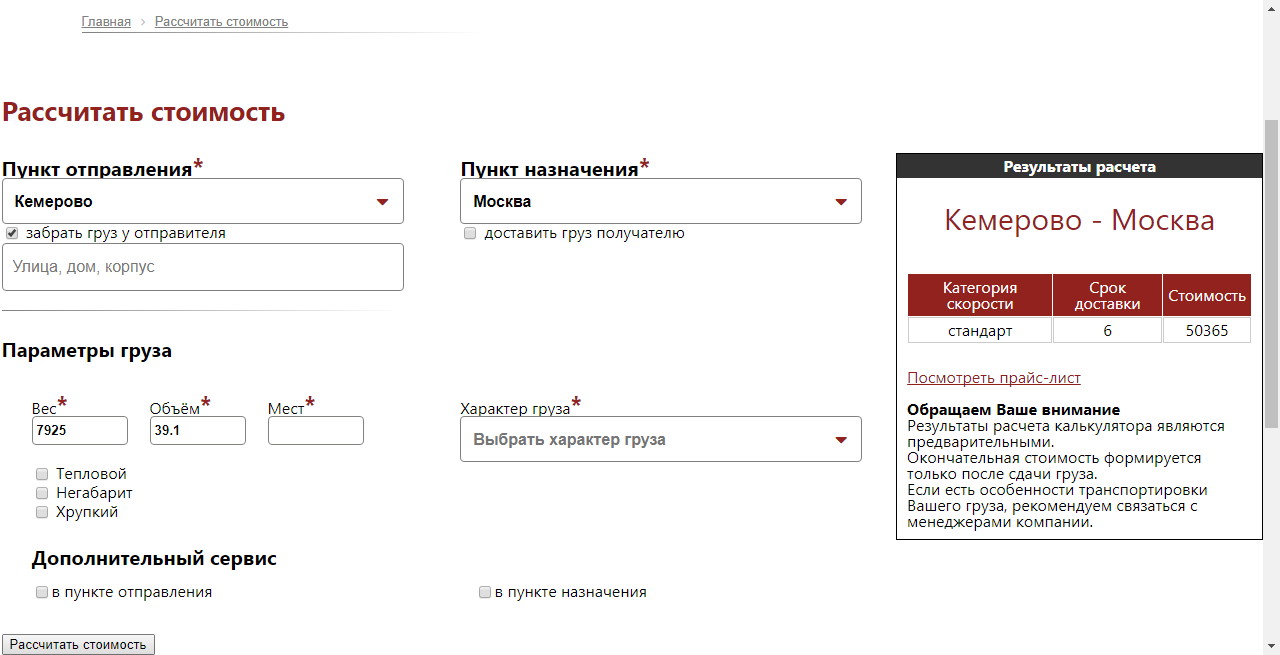 Главная › Рассчитать стоимость
Рассчитать стоимость
Пункт отправления*
Кемерово
забрать груз у отправителя
Улица, дом, корпус
Пункт назначения*
Москва
доставить груз получателю
Параметры груза
Вес*
7925
Объём*
39.1
Мест*
Характер груза*
Выбрать характер груза
Тепловой
Негабарит
Хрупкий
Дополнительный сервис
в пункте отправления
в пункте назначения
Рассчитать стоимость
Результаты расчета
Кемерово - Москва
Категория скорости Срок доставки Стоимость
стандарт 6 50365
Посмотреть прайс-лист
Обращаем Ваше внимание
Результаты расчета калькулятора являются
предварительными.
Окончательная стоимость формируется
только после сдачи груза.
Если есть особенности транспортировки
Вашего груза, рекомендуем связаться с
менеджерами компании.